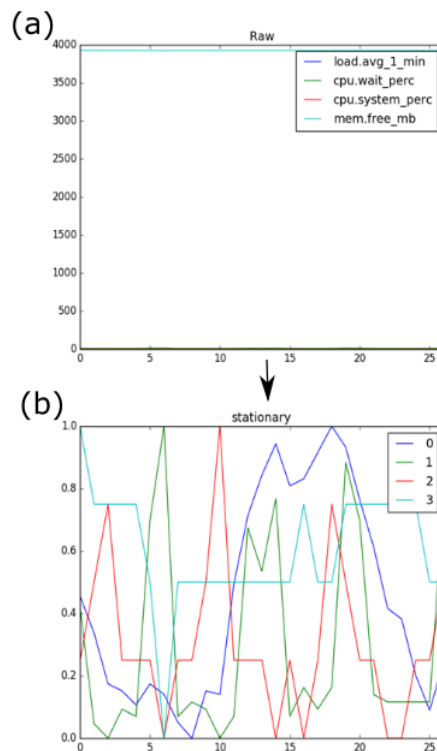 (a)
Raw
4000
3500
3000
2500
2000
1500
1000
500
0
load.avg_1_min
cpu.wait_perc
cpu.system_perc
mem.free_mb
0 5 10 15 20 25
(b)
stationary
1.0
0.8
0.6
0.4
0.2
0.0
0
1
2
3
0 5 10 15 20 25